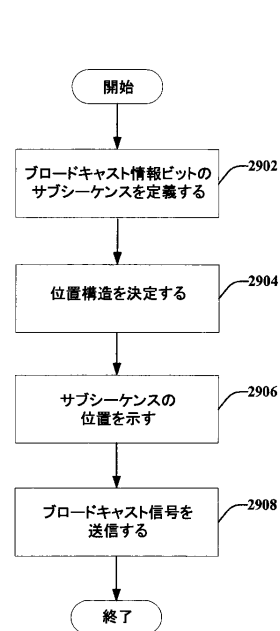 開始
ブロードキャスト情報ビットの
サブシーケンスを定義する
2902
位置構造を決定する
2904
サブシーケンスの
位置を示す
2906
ブロードキャスト信号を
送信する
2908
終了